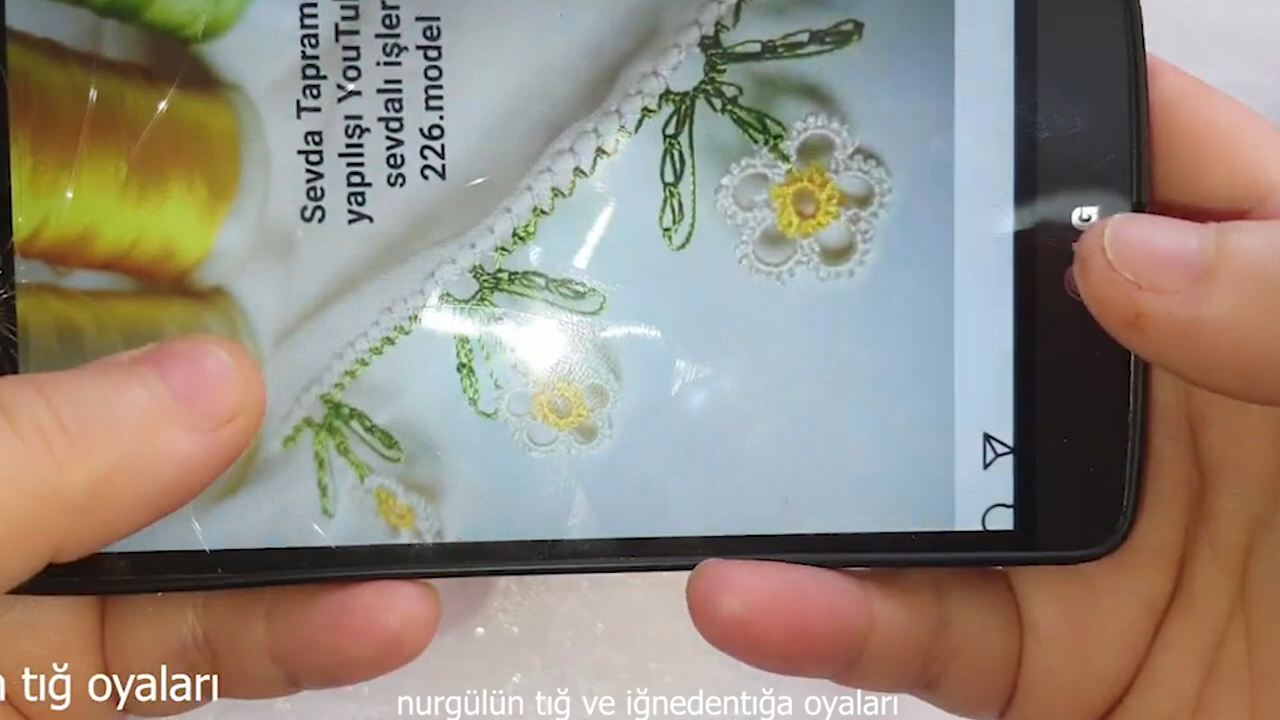 Sevda Tapram
yapılışı YouTu
sevdalı işler
226.model
G
tığ oyaları
nurgülün tığ ve iğnedentığa oyaları